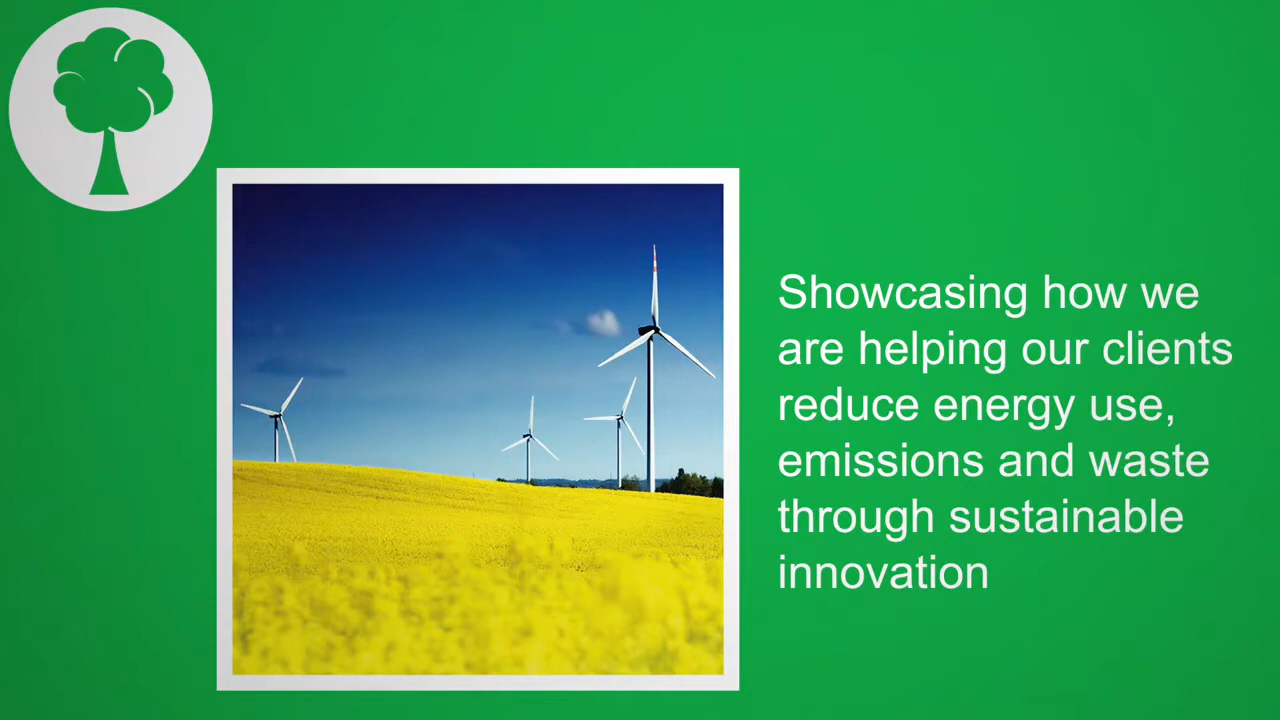 Showcasing how we
are helping our clients
reduce energy use,
emissions and waste
through sustainable
innovation